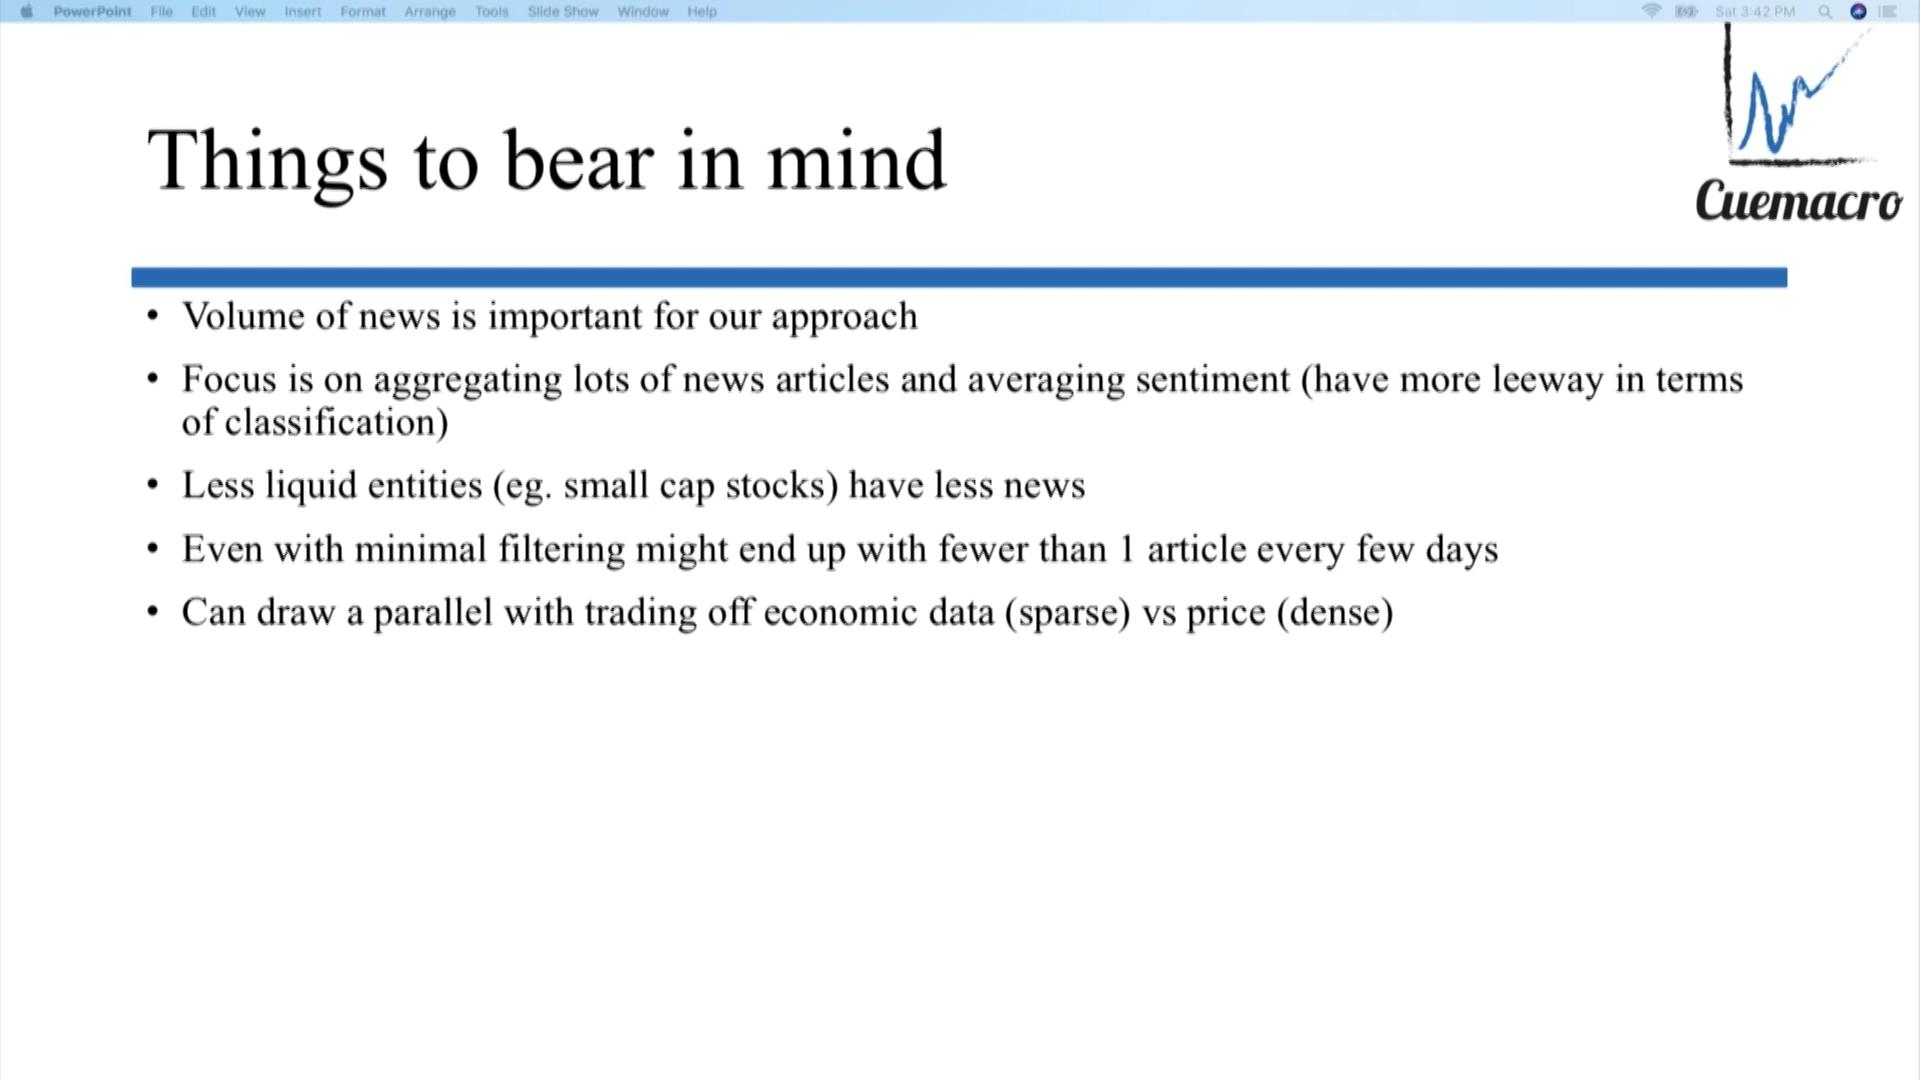 PowerPoint File Edit View Insert Format Arrange Tools Slide Show Window Help Sat 3:42 PM
Things to bear in mind
Cuemacro
• Volume of news is important for our approach
• Focus is on aggregating lots of news articles and averaging sentiment (have more leeway in terms
of classification)
• Less liquid entities (eg. small cap stocks) have less news
• Even with minimal filtering might end up with fewer than 1 article every few days
• Can draw a parallel with trading off economic data (sparse) vs price (dense)